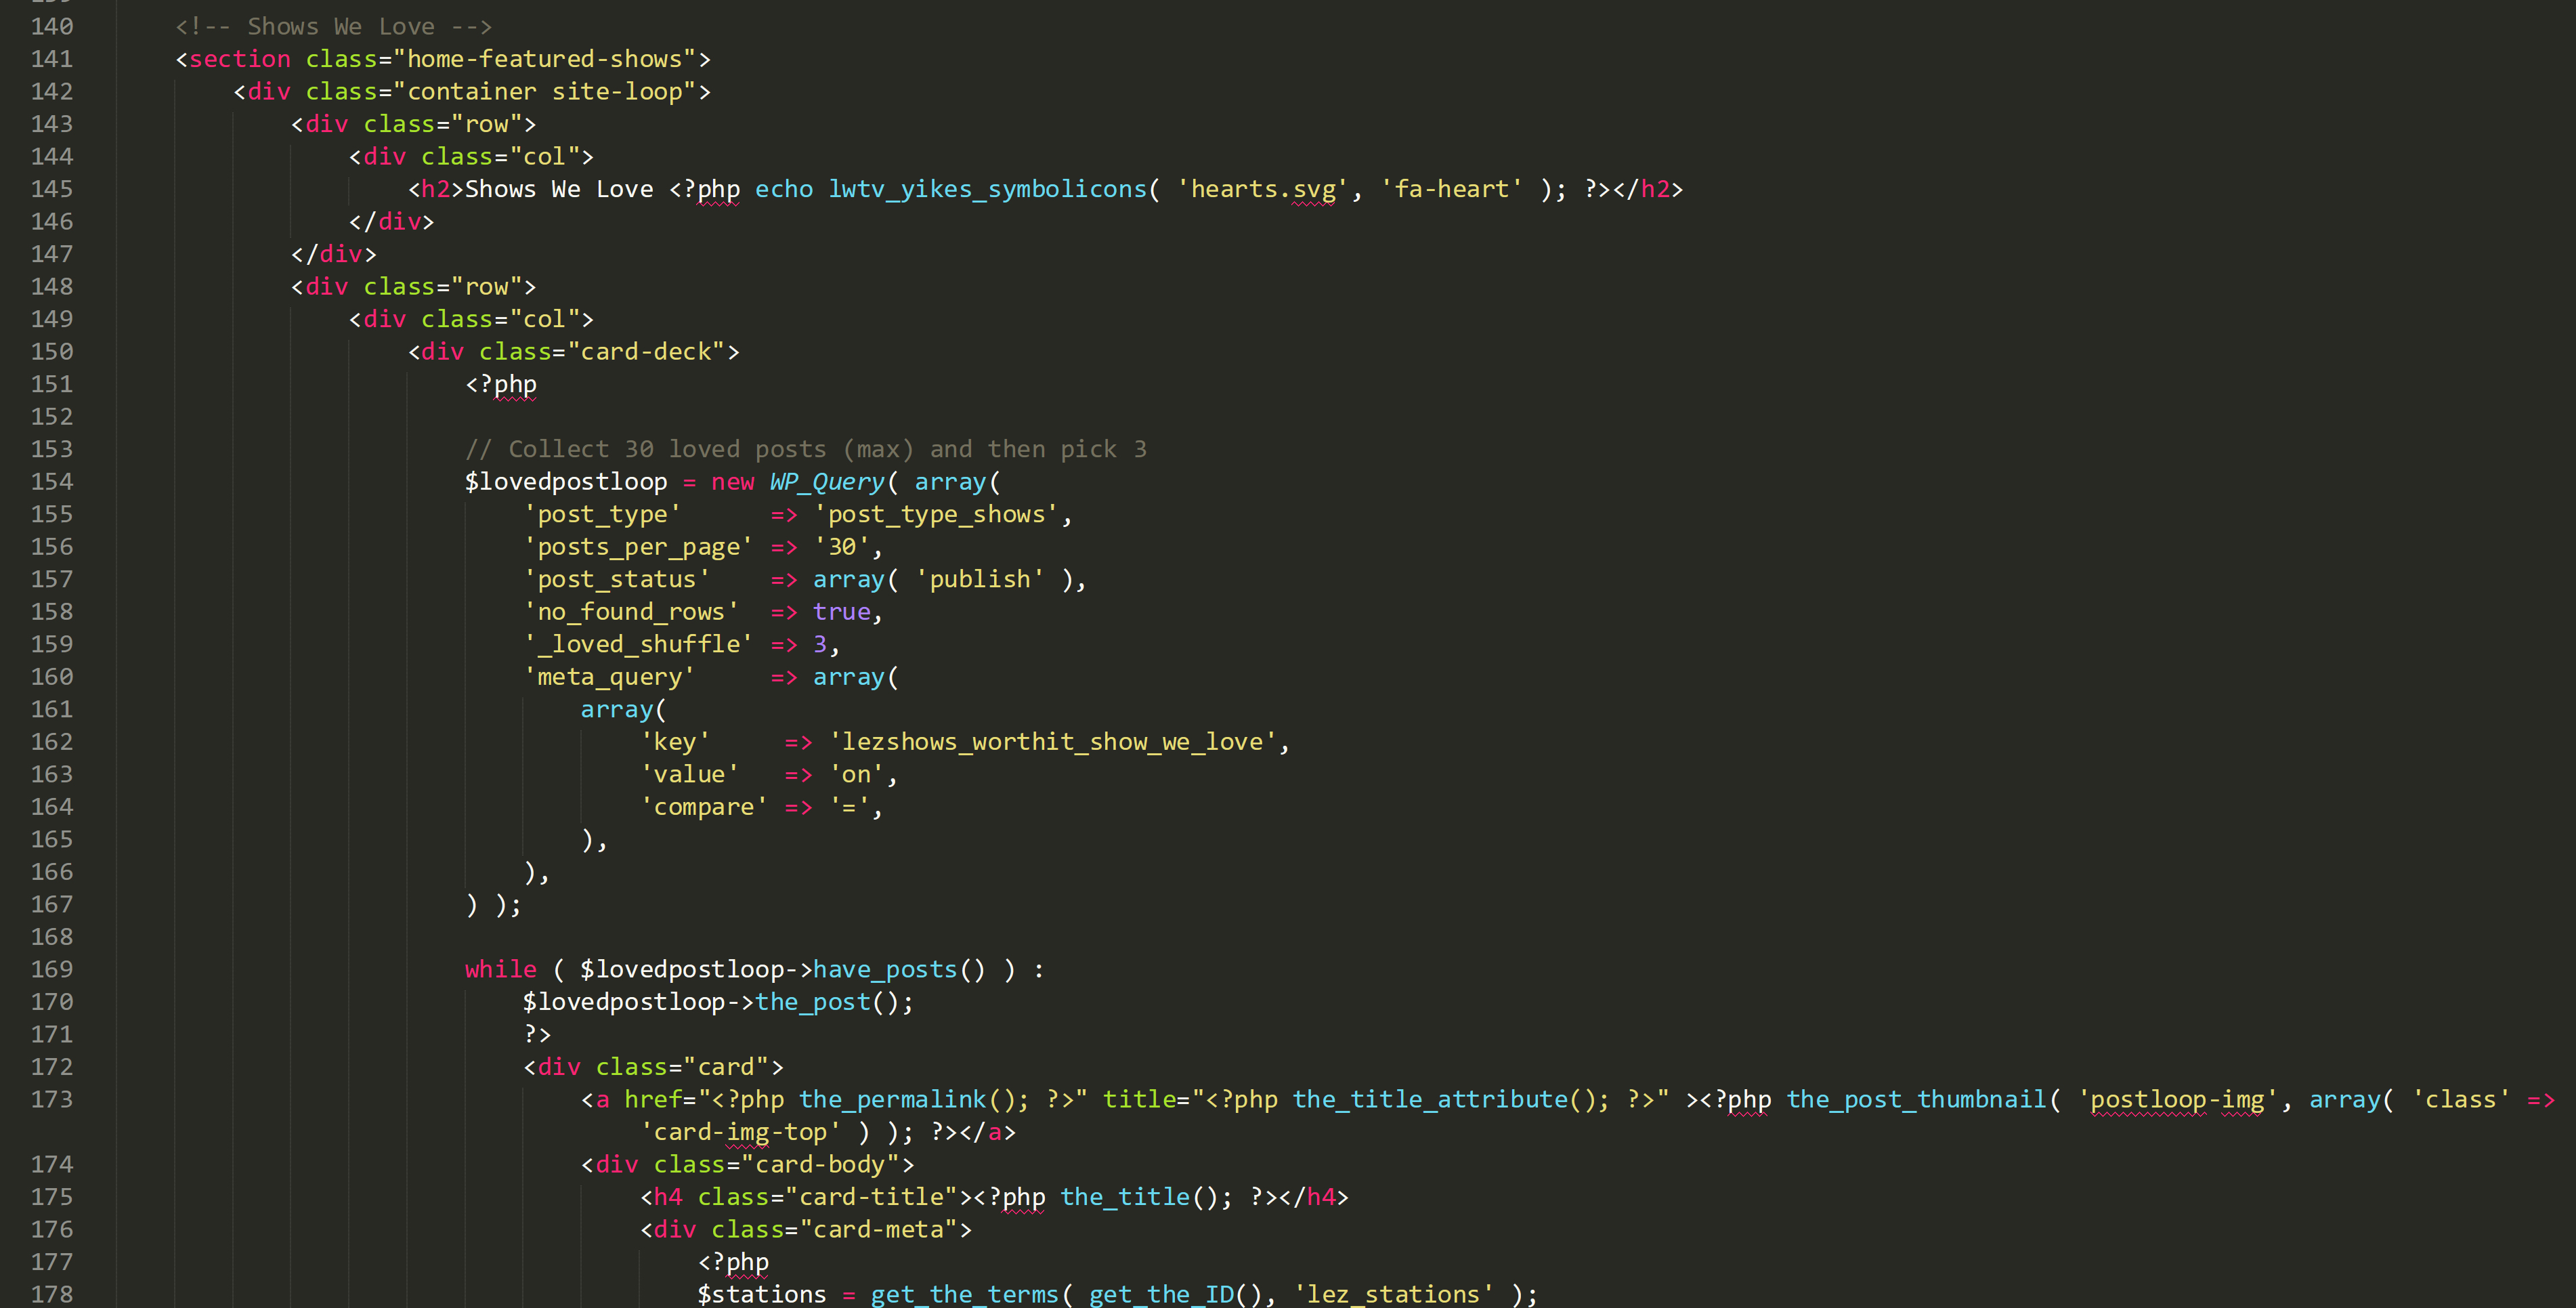 140 <!-- Shows We Love -->
141 <section class="home-featured-shows">
142 <div class="container site-loop">
143 <div class="row">
144 <div class="col">
145 <h2>Shows We Love <?php echo lwtv_yikes_symbolicons( 'hearts.svg', 'fa-heart' ); ?></h2>
146 </div>
147 </div>
148 <div class="row">
149 <div class="col">
150 <div class="card-deck">
151 <?php
152
153 // Collect 30 loved posts (max) and then pick 3
154 $lovedpostloop = new WP_Query( array(
155 'post_type' => 'post_type_shows',
156 'posts_per_page' => '30',
157 'post_status' => array( 'publish' ),
158 'no_found_rows' => true,
159 '_loved_shuffle' => 3,
160 'meta_query' => array(
161 array(
162 'key' => 'lezshows_worthit_show_we_love',
163 'value' => 'on',
164 'compare' => '=',
165 ),
166 ),
167 ) );
168
169 while ( $lovedpostloop->have_posts() ) :
170 $lovedpostloop->the_post();
171 ?>
172 <div class="card">
173 <a href="<?php the_permalink(); ?>" title="<?php the_title_attribute(); ?>" ><?php the_post_thumbnail( 'postloop-img', array( 'class' =>
'card-img-top' ) ); ?></a>
174 <div class="card-body">
175 <h4 class="card-title"><?php the_title(); ?></h4>
176 <div class="card-meta">
177 <?php
178 $stations = get_the_terms( get_the_ID(), 'lez_stations' );